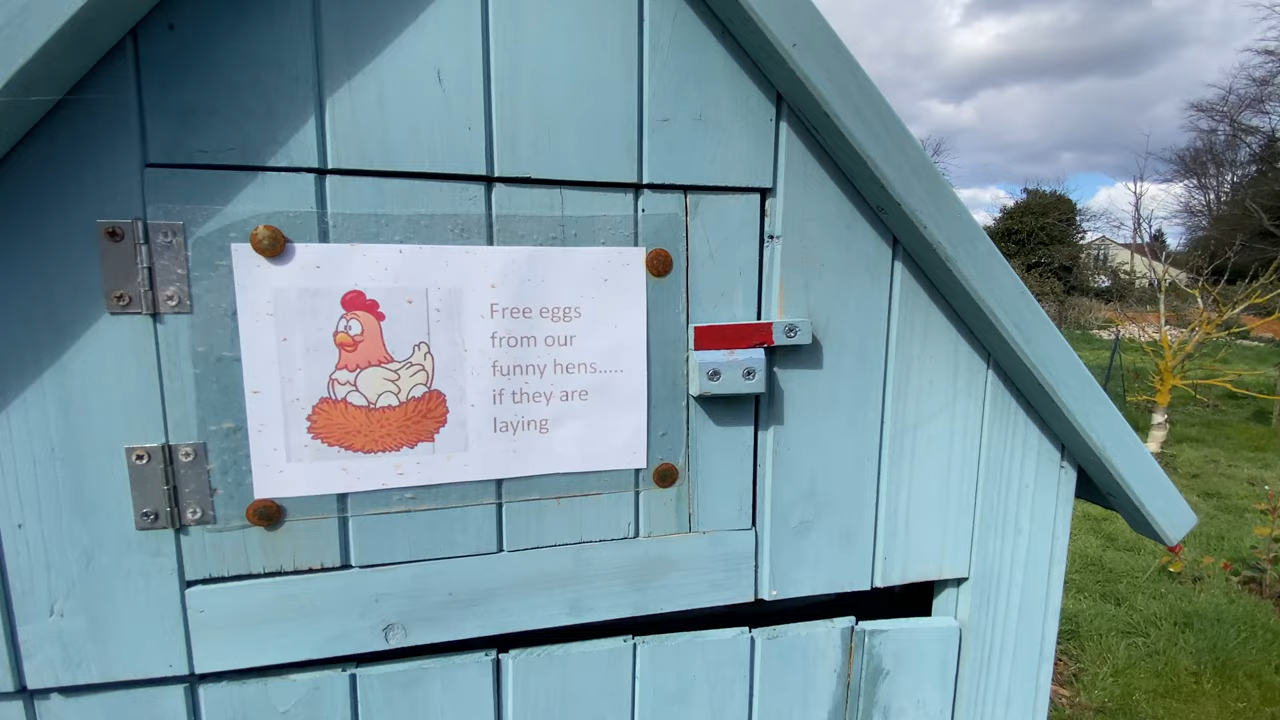 Free eggs
from our
funny hens.....
if they are
laying